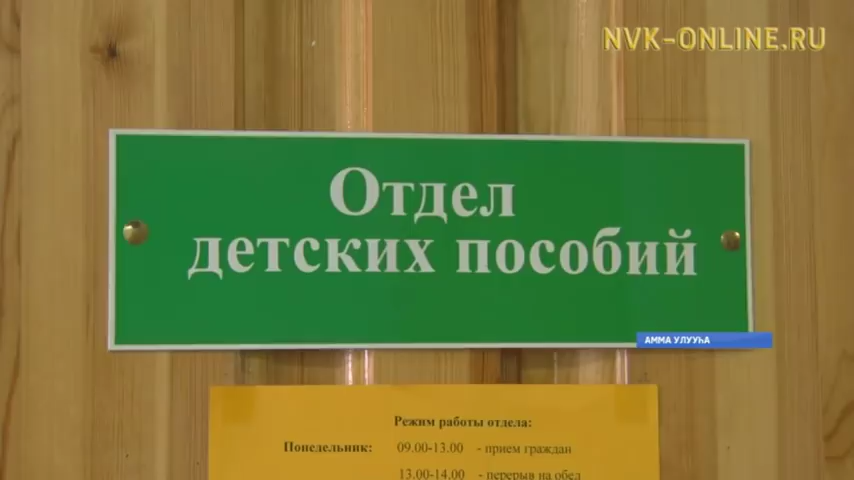 NVK-ONLINE.RU
Отдел
детских пособий
АММА УЛУУҺА
Режим работы отдела:
Понедельник: 09.00-13.00 - прием граждан
13.00-14.00 - перерыв на обед